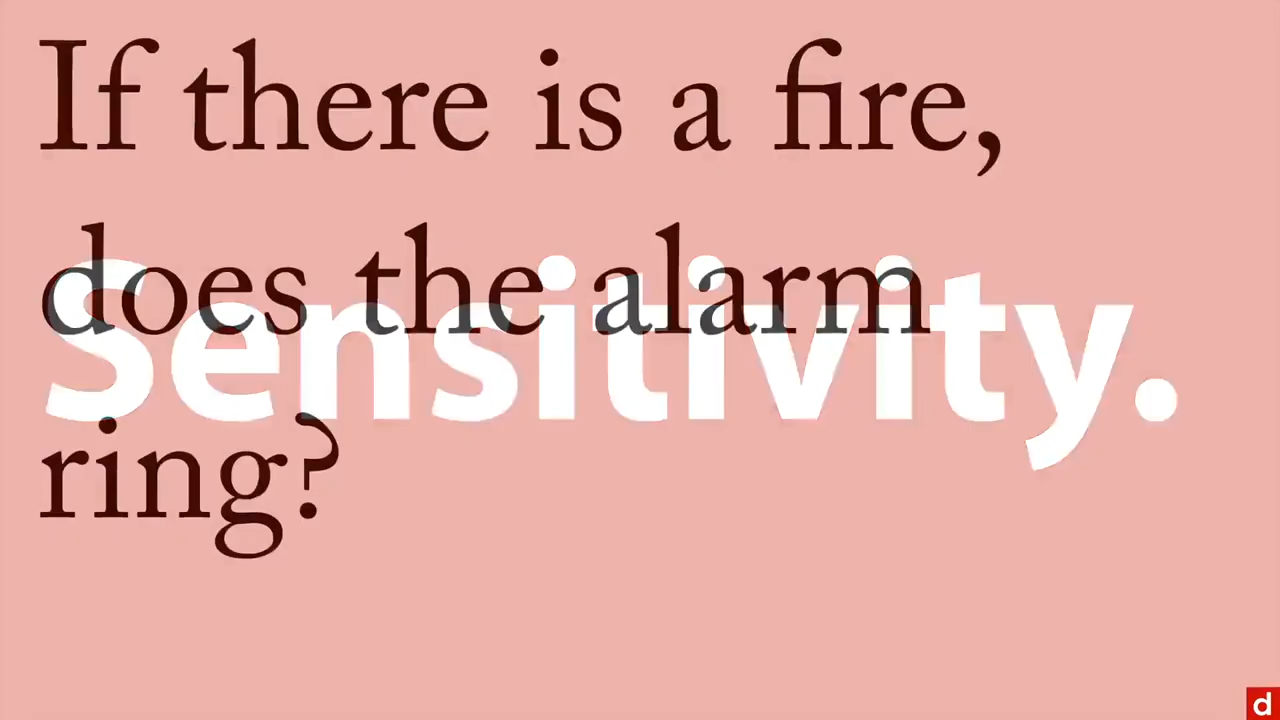 If there is a fire,
does the alarm
ring?
Sensitivity.
d